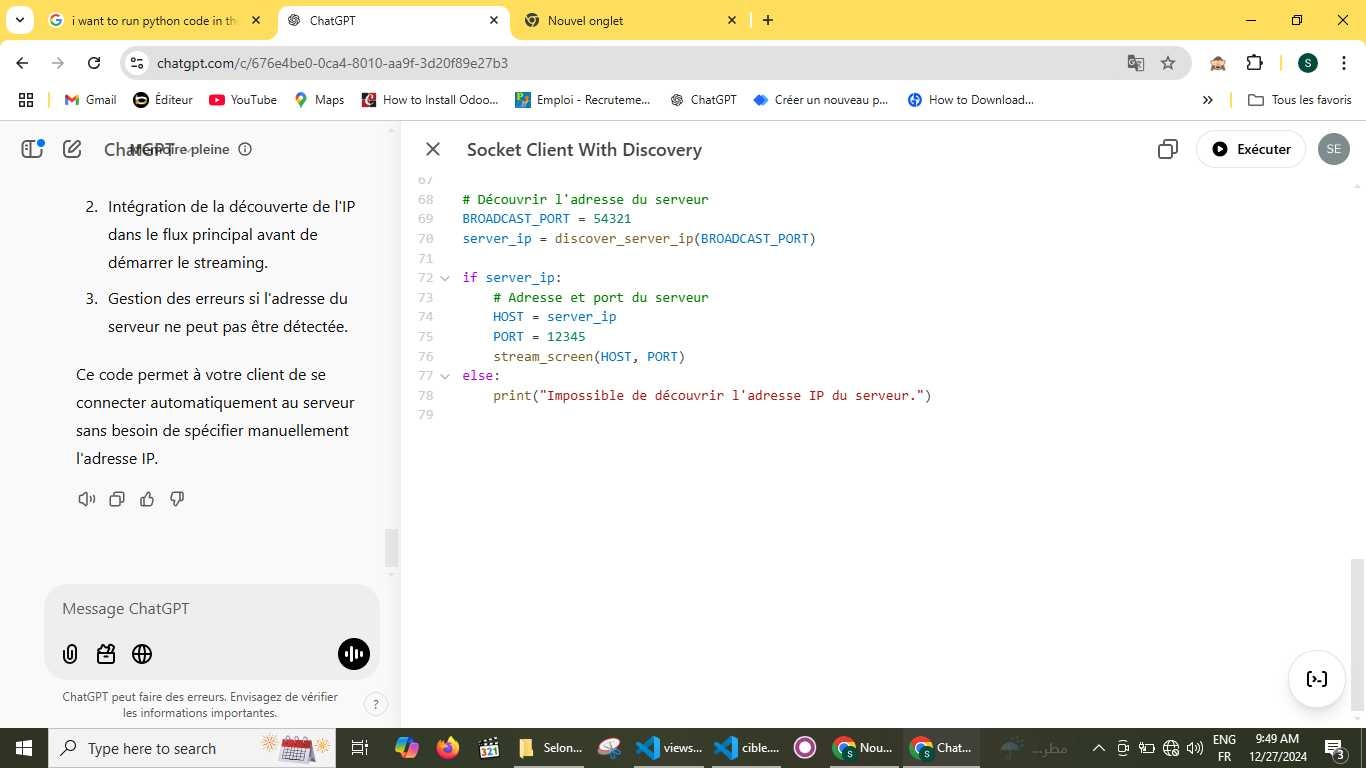 i want to run python code in the
ChatGPT
Nouvel onglet
chatgpt.com/c/676e4be0-0ca4-8010-aa9f-3d20f89e27b3
S
Gmail
Éditeur
YouTube
Maps
How to Install Odoo...
Emploi - Recruteme...
ChatGPT
Créer un nouveau p...
How to Download...
Tous les favoris
ChatGPT
Mémoire pleine
2. Intégration de la découverte de l'IP
dans le flux principal avant de
démarrer le streaming.
3. Gestion des erreurs si l'adresse du
serveur ne peut pas être détectée.
Ce code permet à votre client de se
connecter automatiquement au serveur
sans besoin de spécifier manuellement
l'adresse IP.
Message ChatGPT
ChatGPT peut faire des erreurs. Envisagez de vérifier
les informations importantes.
?
Socket Client With Discovery
Exécuter
SE
67
68 # Découvrir l'adresse du serveur
69 BROADCAST_PORT = 54321
70 server_ip = discover_server_ip(BROADCAST_PORT)
71
72 if server_ip:
73 # Adresse et port du serveur
74 HOST = server_ip
75 PORT = 12345
76 stream_screen(HOST, PORT)
77 else:
78 print("Impossible de découvrir l'adresse IP du serveur.")
79
Type here to search
321
Selon...
views...
cible....
Nou...
Chat...
مطر...
ENG
FR
9:49 AM
12/27/2024
3